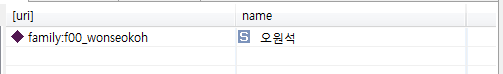 [uri] name
family:f00_wonseokoh S 오원석